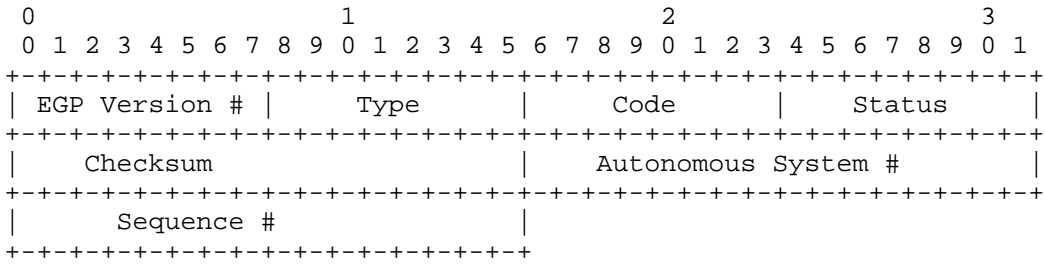 0                   1                   2                   3
 0 1 2 3 4 5 6 7 8 9 0 1 2 3 4 5 6 7 8 9 0 1 2 3 4 5 6 7 8 9 0 1
+-+-+-+-+-+-+-+-+-+-+-+-+-+-+-+-+-+-+-+-+-+-+-+-+-+-+-+-+-+-+-+-+
| EGP Version # |     Type      |     Code      |    Status     |
+-+-+-+-+-+-+-+-+-+-+-+-+-+-+-+-+-+-+-+-+-+-+-+-+-+-+-+-+-+-+-+-+
|    Checksum                   |    Autonomous System #        |
+-+-+-+-+-+-+-+-+-+-+-+-+-+-+-+-+-+-+-+-+-+-+-+-+-+-+-+-+-+-+-+-+
|      Sequence #               |
+-+-+-+-+-+-+-+-+-+-+-+-+-+-+-+-+